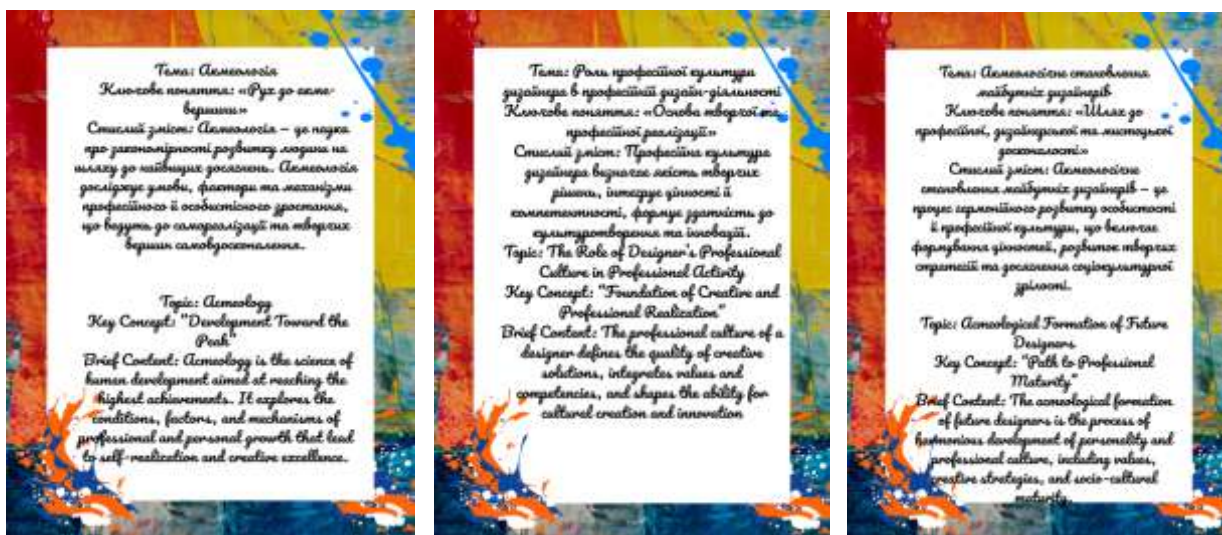 Тема: Акмеологія
Ключове поняття: «Рух до акме-
вершини»
Стислий зміст: Акмеологія – це наука
про закономірності розвитку людини на
шляху до найвищих досягнень. Акмеологія
досліджує умови, фактори та механізми
професійного й особистісного зростання,
що ведуть до самореалізації та творчих
вершин самовдосконалення.
Topic: Acmeology
Key Concept: "Development Toward the
Peak"
Brief Content: Acmeology is the science of
human development aimed at reaching the
highest achievements. It explores the
conditions, factors, and mechanisms of
professional and personal growth that lead
to self-realization and creative excellence.
Тема: Роль професійної культури
дизайнера в професійній дизайн-діяльності
Ключове поняття: «Основа творчої та
професійної реалізації»
Стислий зміст: Професійна культура
дизайнера визначає якість творчих
рішень, інтегрує цінності й
компетентності, формує здатність до
культуротворення та інновацій.
Topic: The Role of Designer's Professional
Culture in Professional Activity
Key Concept: "Foundation of Creative and
Professional Realization"
Brief Content: The professional culture of a
designer defines the quality of creative
solutions, integrates values and
competencies, and shapes the ability for
cultural creation and innovation
Тема: Акмеологічне становлення
майбутніх дизайнерів
Ключове поняття: «Шлях до
професійної, дизайнерської та мистецької
досконалості»
Стислий зміст: Акмеологічне
становлення майбутніх дизайнерів – це
процес гармонійного розвитку особистості
й професійної культури, що включає
формування цінностей, розвиток творчих
стратегій та досягнення соціокультурної
зрілості.
Topic: Acmeological Formation of Future
Designers
Key Concept: "Path to Professional
Maturity"
Brief Content: The acmeological formation
of future designers is the process of
harmonious development of personality and
professional culture, including values,
creative strategies, and socio-cultural
maturity.